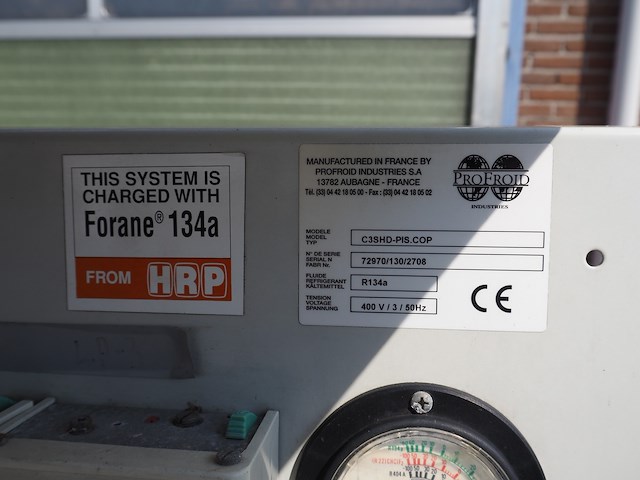 THIS SYSTEM IS
CHARGED WITH
Forane® 134a
FROM HRP
MANUFACTURED IN FRANCE BY
PROFROID INDUSTRIES S.A
13782 AUBAGNE - FRANCE
Tél. (33) 04 42 18 05 00 - Fax : (33) 04 42 18 05 02
PROFROID
INDUSTRIES
MODELE
MODEL
TYP
C3SHD-PIS.COP
N° DE SERIE
SERIAL N
FABR Nr.
72970/130/2708
FLUIDE
REFRIGERANT
KÄLTEMITTEL
R134a
TENSION
VOLTAGE
SPANNUNG
400 V / 3 / 50Hz
CE